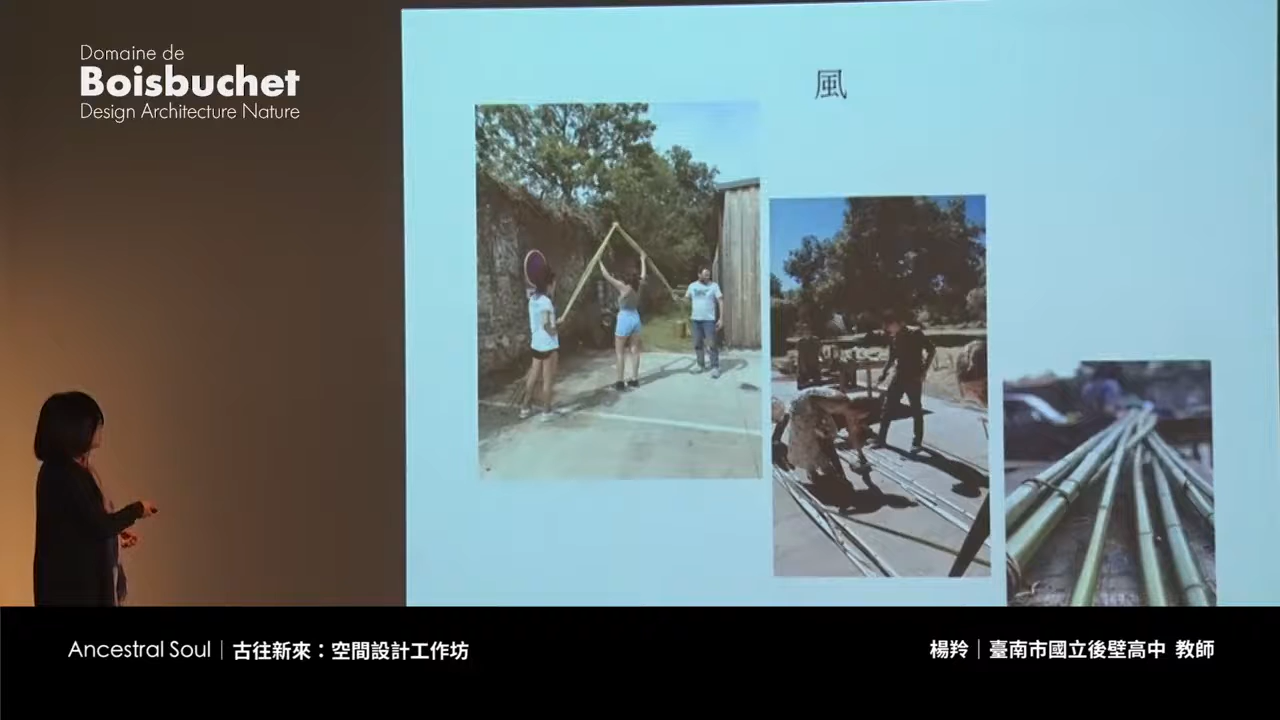 Domaine de
Boisbuchet
Design Architecture Nature
風
Ancestral Soul｜古往新來：空間設計工作坊
楊羚｜臺南市國立後壁高中 教師